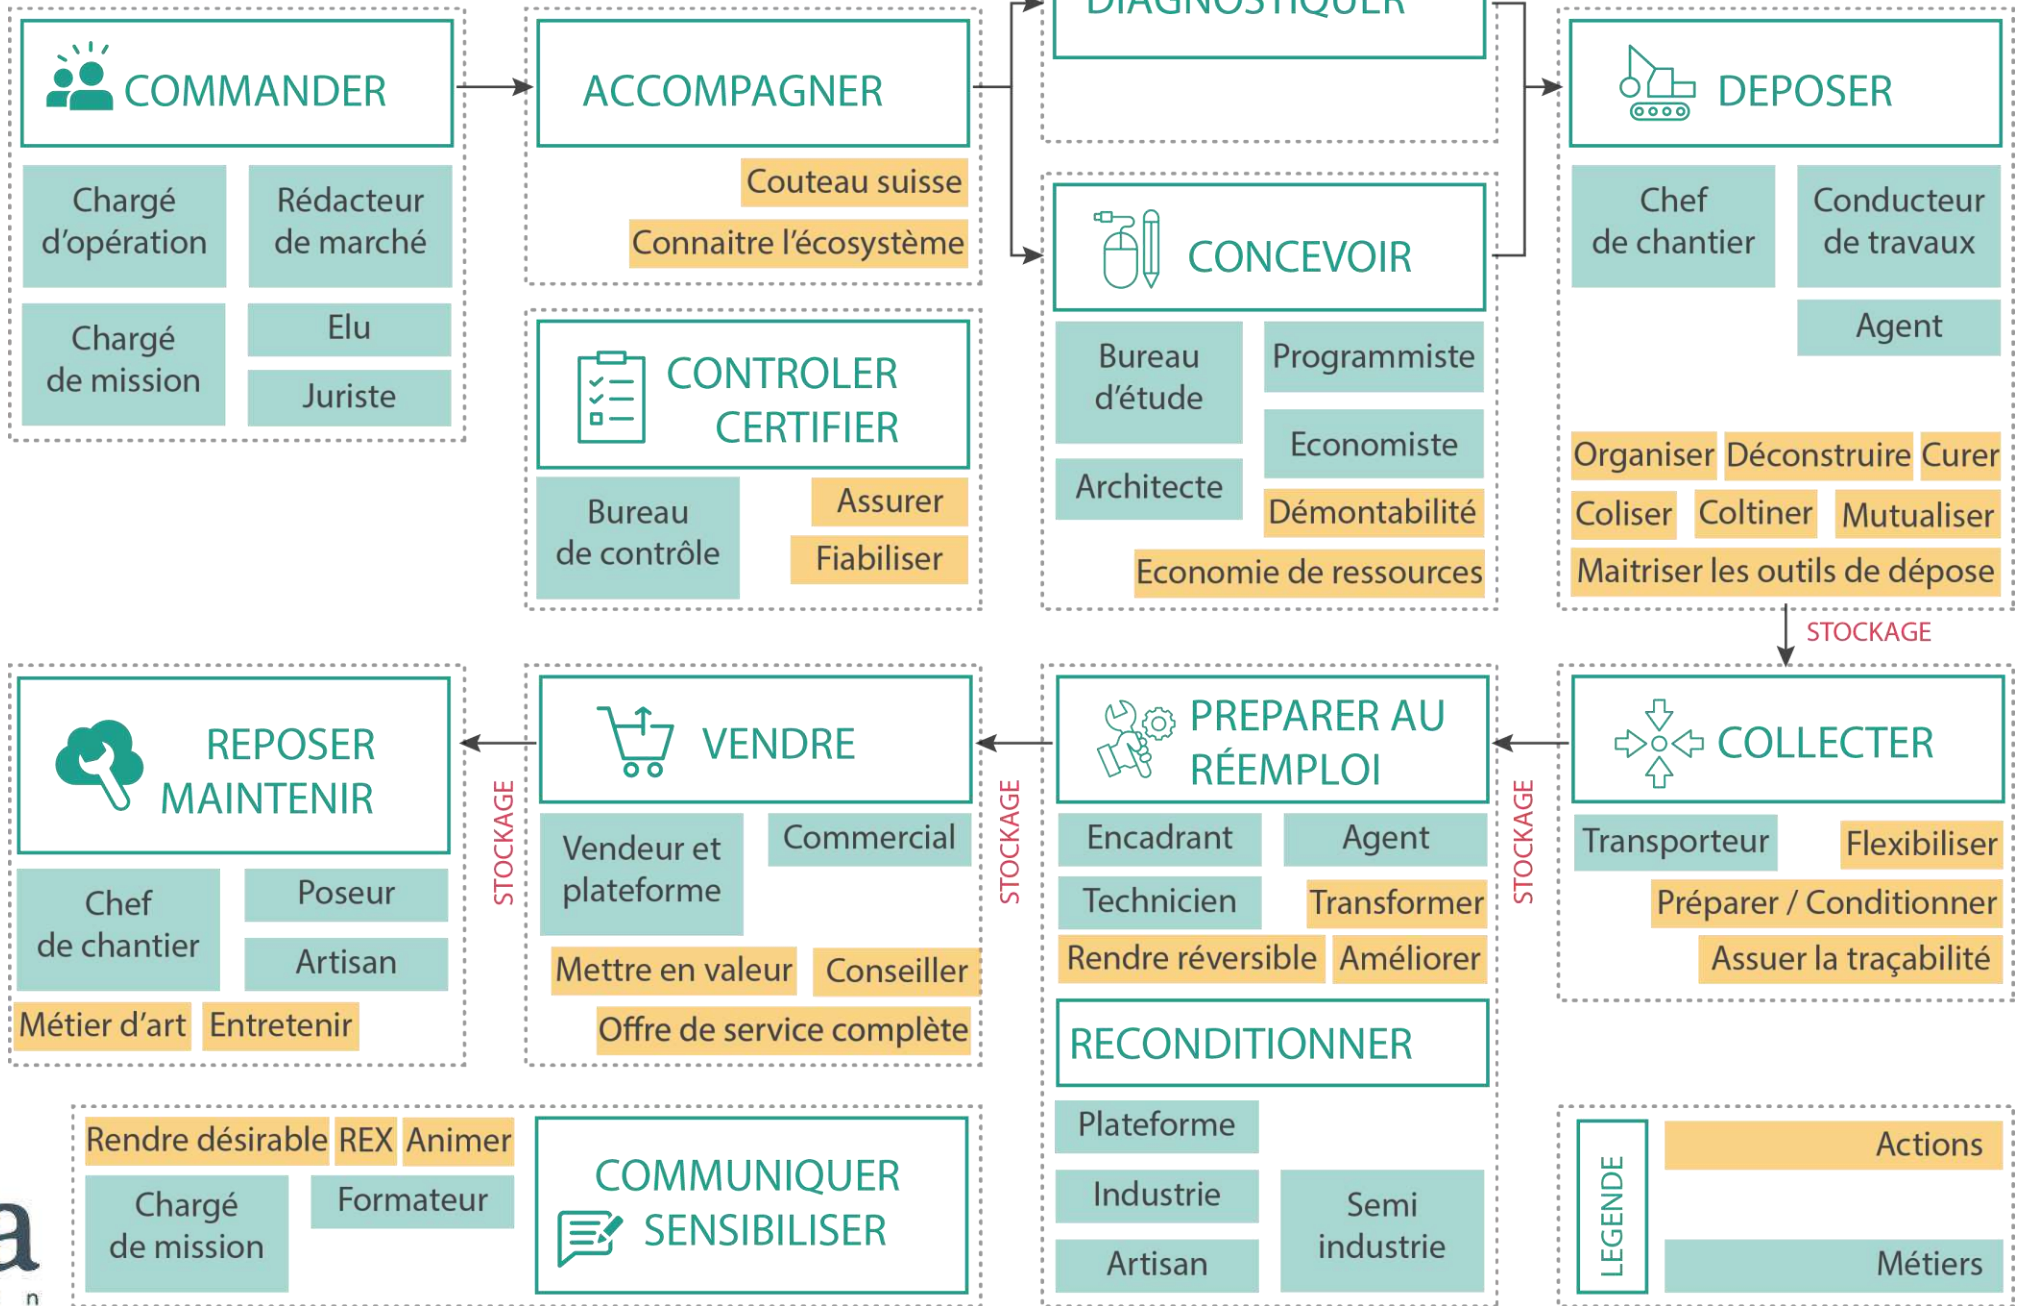 DIAGNOSTIQUER
COMMANDER
Chargé
d'opération
Rédacteur
de marché
Chargé
de mission
Elu
Juriste
ACCOMPAGNER
Couteau suisse
Connaitre l'écosystème
CONTROLER
CERTIFIER
Bureau
de contrôle
Assurer
Fiabiliser
CONCEVOIR
Bureau
d'étude
Programmiste
Economiste
Architecte
Démontabilité
Economie de ressources
DEPOSER
Chef
de chantier
Conducteur
de travaux
Agent
Organiser Déconstruire Curer
Coliser Coltiner Mutualiser
Maitriser les outils de dépose
STOCKAGE
COLLECTER
Transporteur
Flexibiliser
Préparer / Conditionner
Assuer la traçabilité
STOCKAGE
PREPARER AU
RÉEMPLOI
Encadrant
Agent
Technicien
Transformer
Rendre réversible
Améliorer
RECONDITIONNER
Plateforme
Industrie
Artisan
Semi
industrie
STOCKAGE
VENDRE
Vendeur et
plateforme
Commercial
Mettre en valeur
Conseiller
Offre de service complète
STOCKAGE
REPOSER
MAINTENIR
Chef
de chantier
Poseur
Artisan
Métier d'art
Entretenir
Rendre désirable REX Animer
Chargé
de mission
Formateur
COMMUNIQUER
SENSIBILISER
LEGENDE
Actions
Métiers
a
n